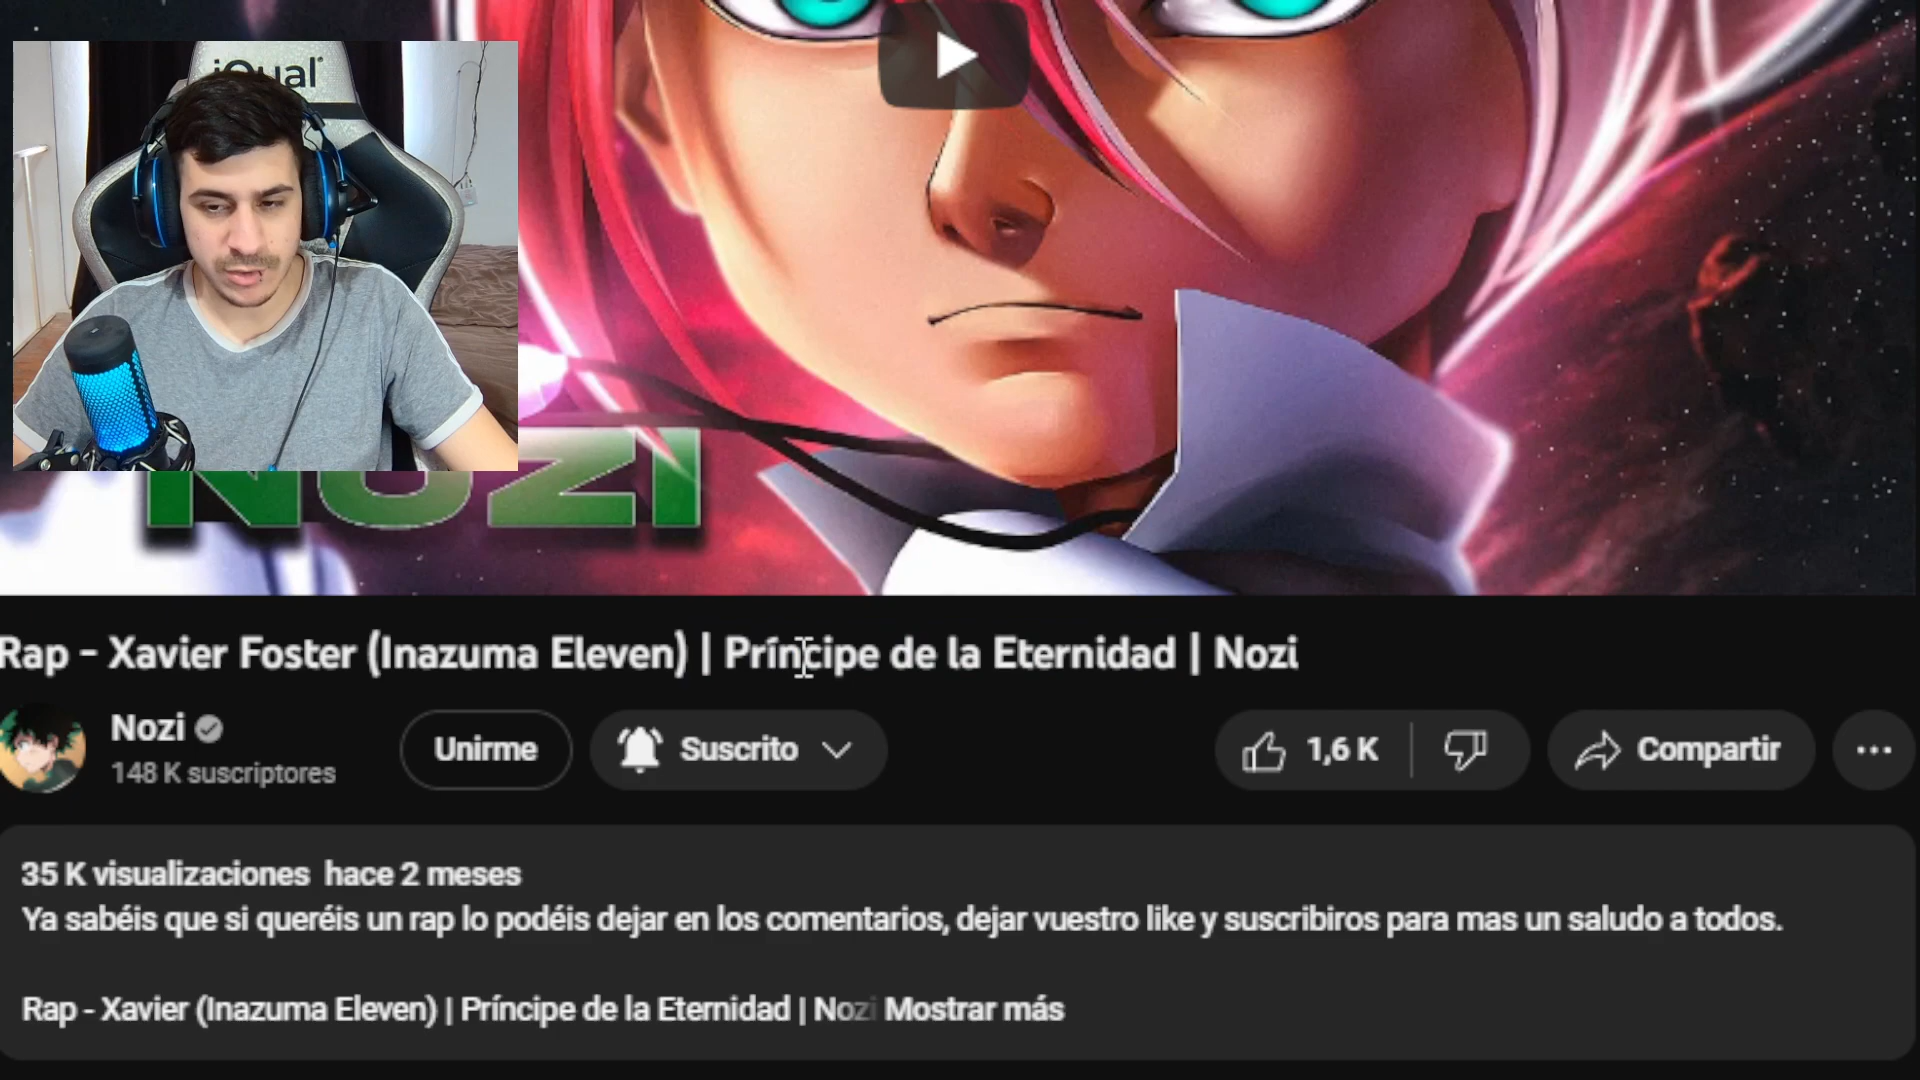 iQual
NOZI
Rap - Xavier Foster (Inazuma Eleven) | Príncipe de la Eternidad | Nozi
Nozi
148 K suscriptores
Unirme
Suscrito
1,6 K
Compartir
35 K visualizaciones hace 2 meses
Ya sabéis que si queréis un rap lo podéis dejar en los comentarios, dejar vuestro like y suscribiros para mas un saludo a todos.
Rap - Xavier (Inazuma Eleven) | Príncipe de la Eternidad | Nozi Mostrar más